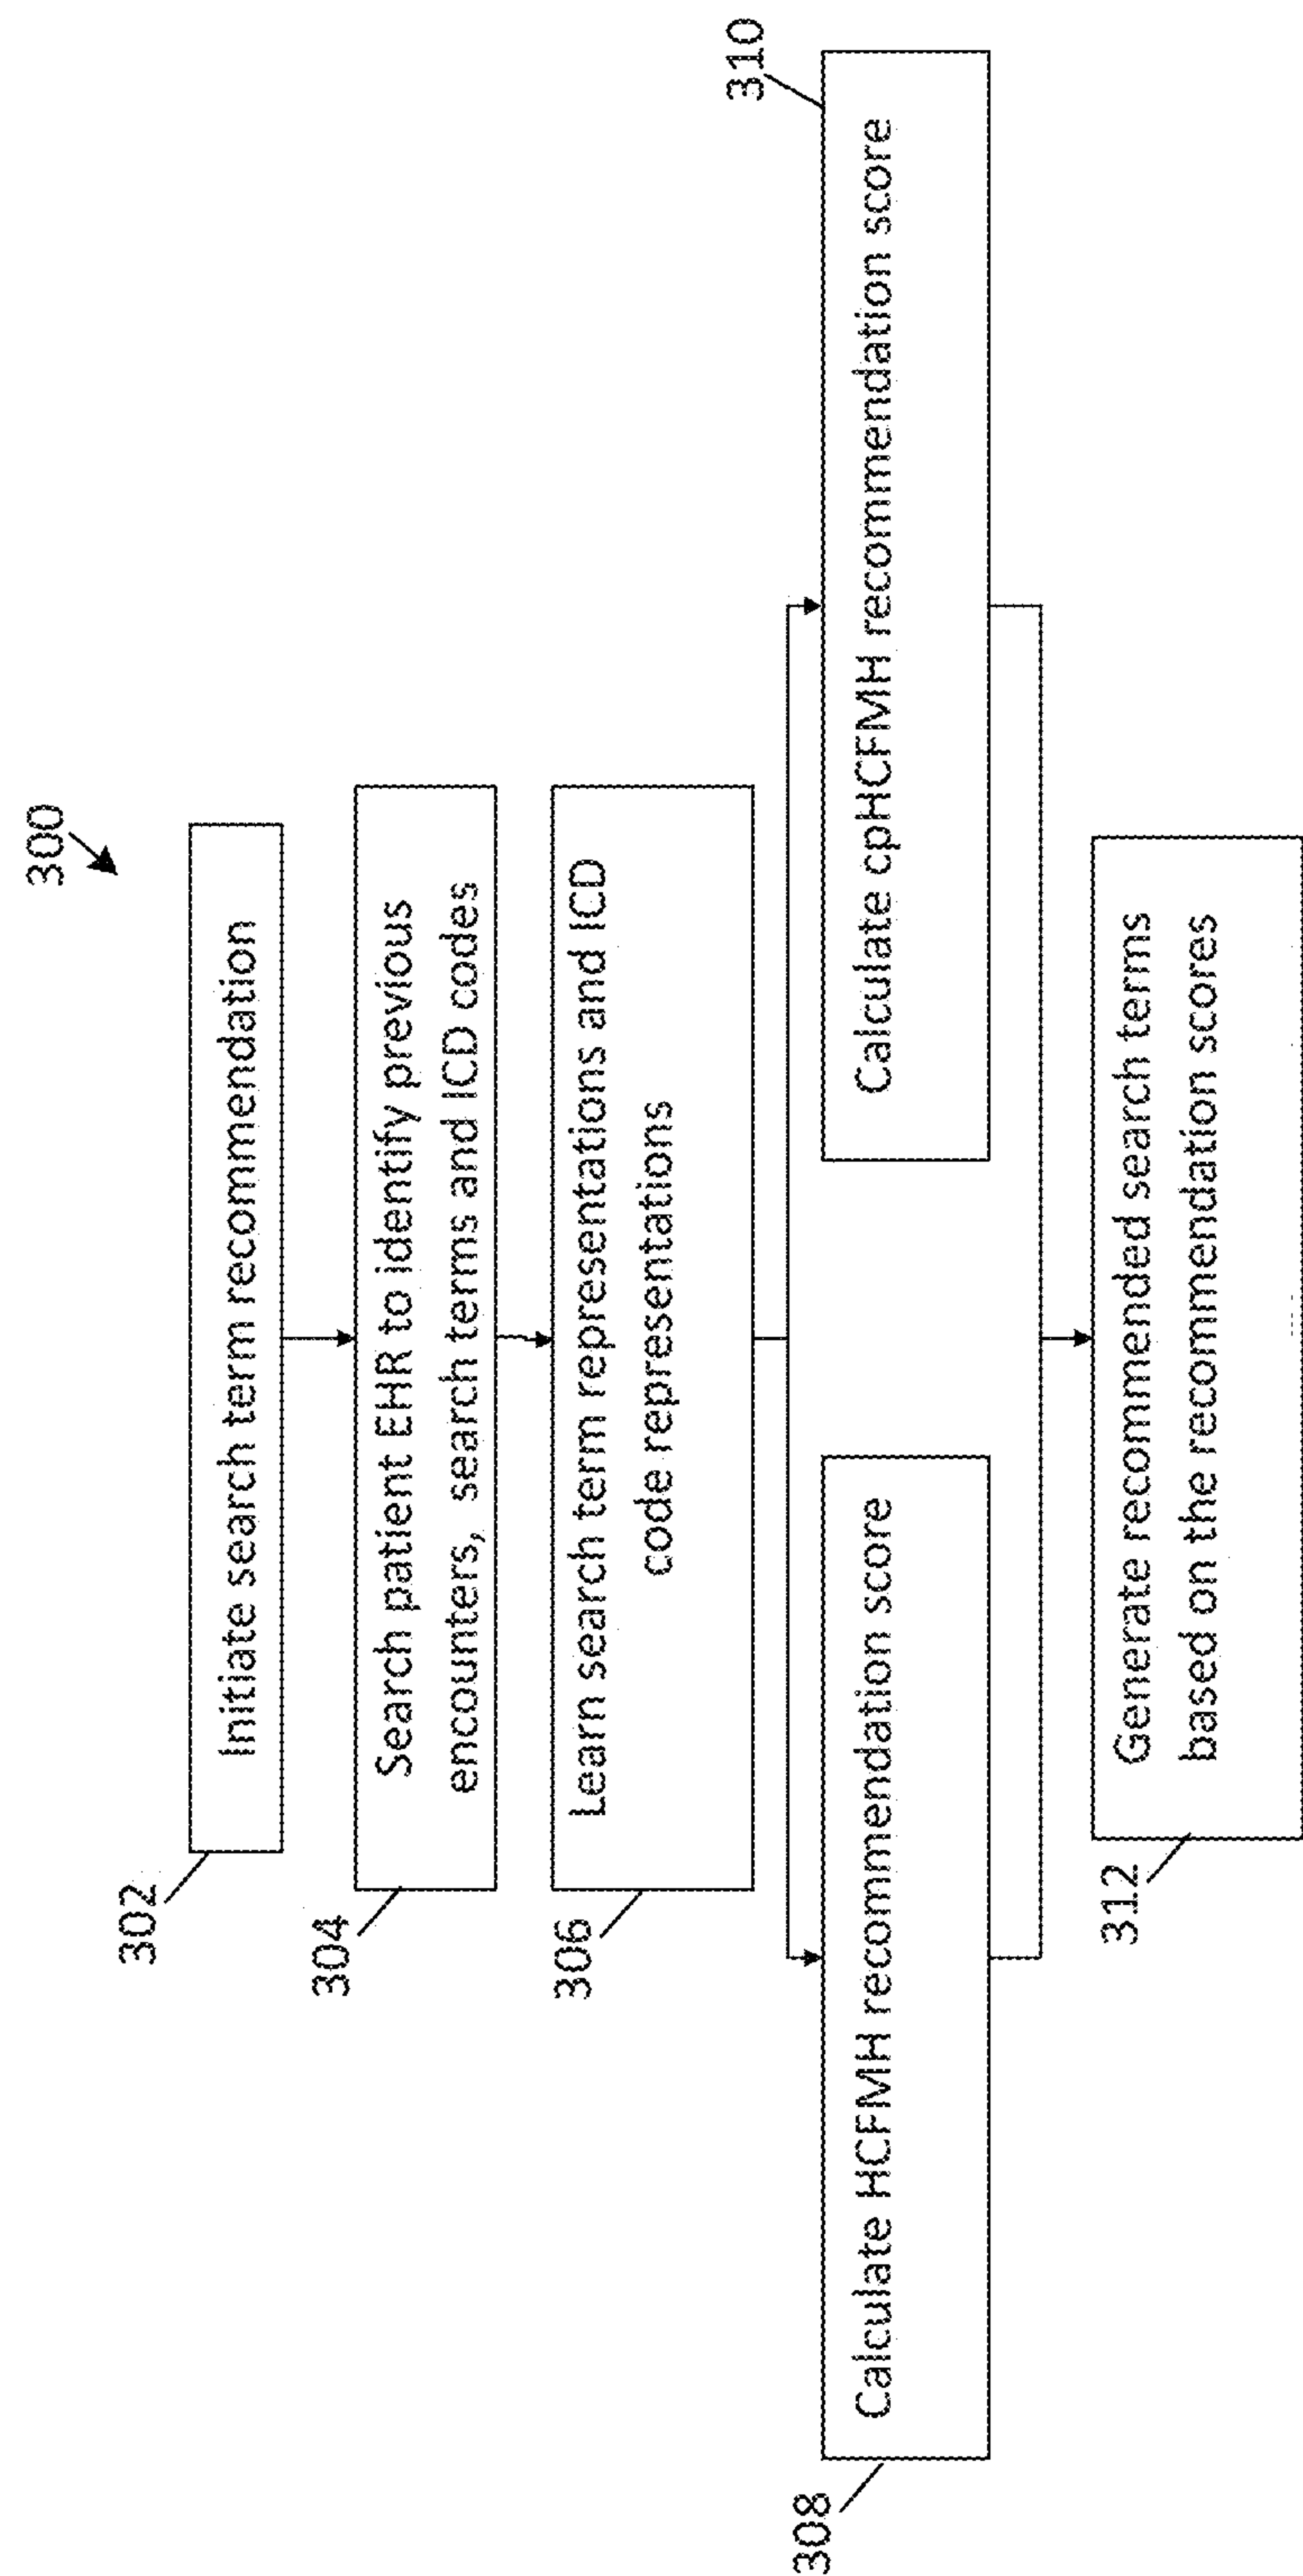 300
302
Initiate search term recommendation
304
Search patient EHR to identify previous
encounters, search terms and ICD codes
306
Learn search term representations and ICD
code representations
308
Calculate HCFMH recommendation score
310
Calculate cpHCFMH recommendation score
312
Generate recommended search terms
based on the recommendation scores